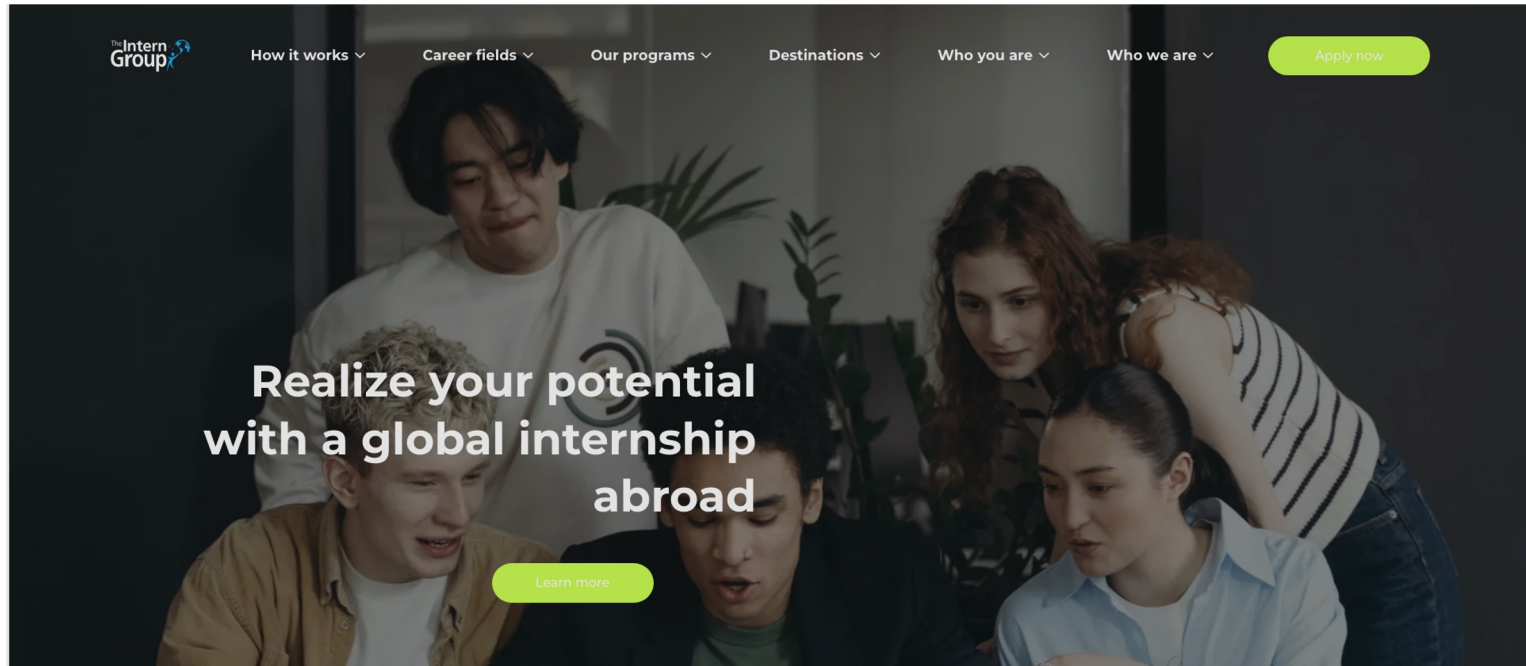 The Intern
Group
How it works
Career fields
Our programs
Destinations
Who you are
Who we are
Apply now
Realize your potential
with a global internship
abroad
Learn more